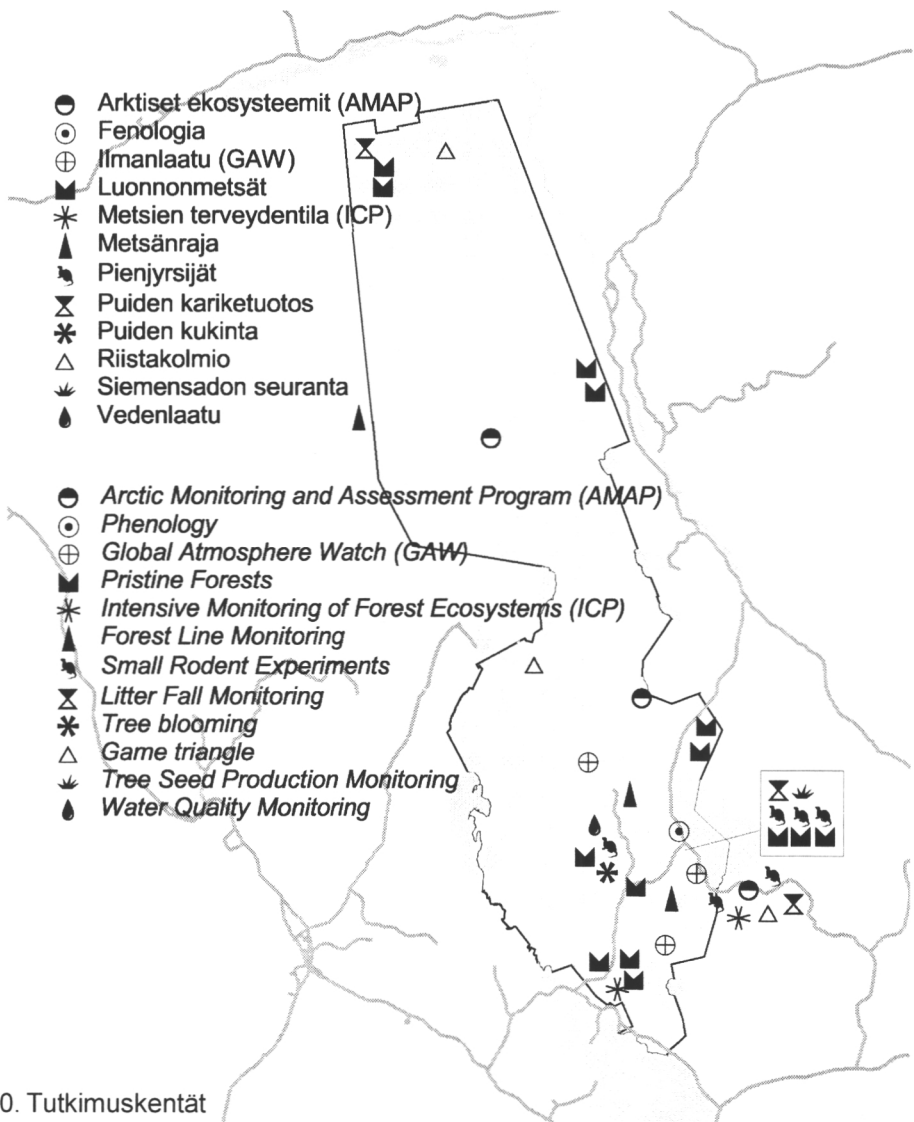 Arktiset ekosysteemit (AMAP)
Fenologia
Ilmanlaatu (GAW)
Luonnonmetsät
Metsien terveydentila (ICP)
Metsänraja
Pienjyrsijät
Puiden kariketuotos
Puiden kukinta
Riistakolmio
Siemensadon seuranta
Vedenlaatu
Arctic Monitoring and Assessment Program (AMAP)
Phenology
Global Atmosphere Watch (GAW)
Pristine Forests
Intensive Monitoring of Forest Ecosystems (ICP)
Forest Line Monitoring
Small Rodent Experiments
Litter Fall Monitoring
Tree blooming
Game triangle
Tree Seed Production Monitoring
Water Quality Monitoring
0. Tutkimuskentät